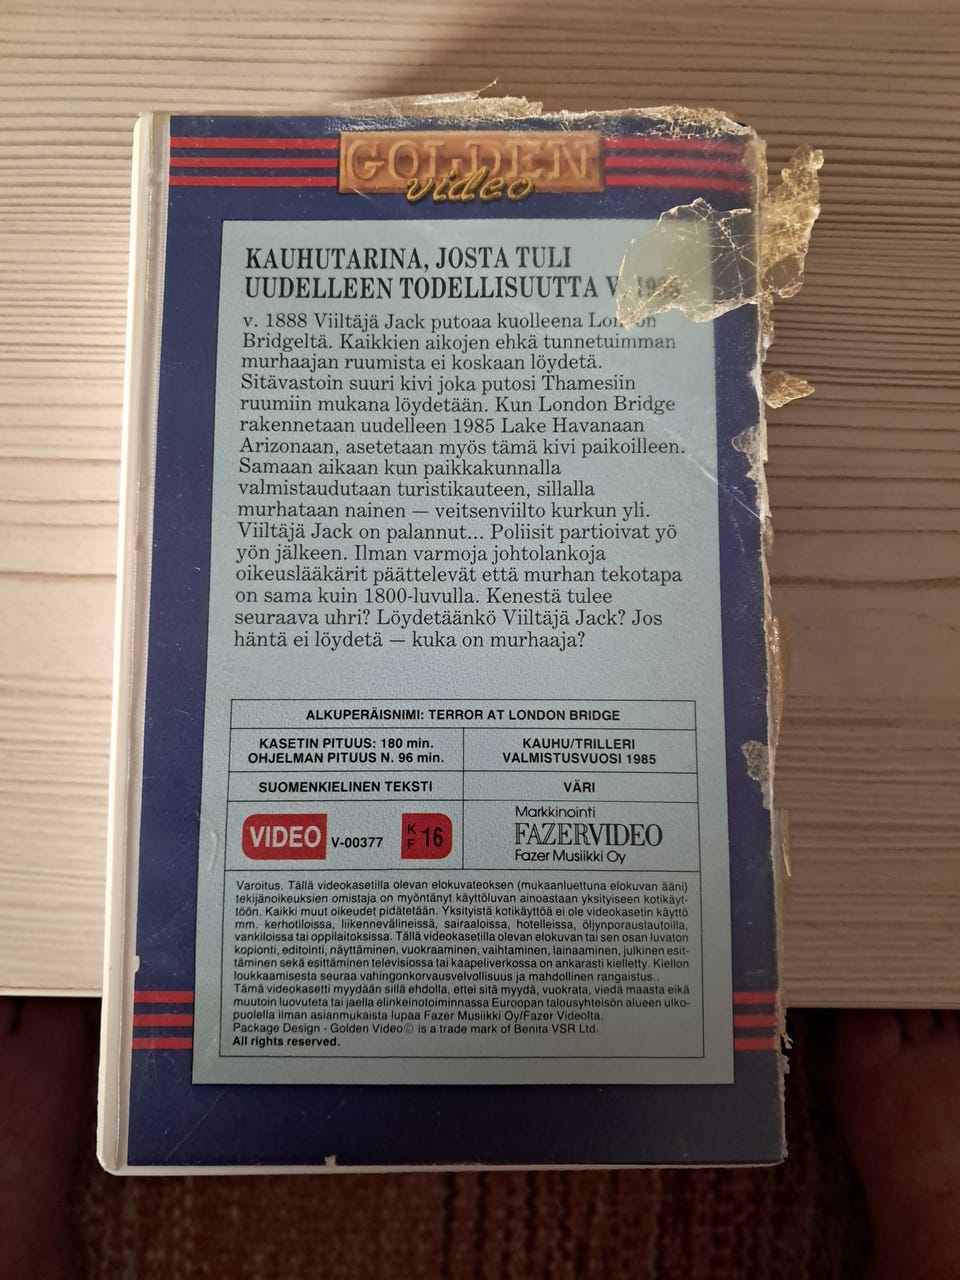 GOLDEN
video
KAUHUTARINA, JOSTA TULI
UUDELLEEN TODELLISUUTTA V. 1985
v. 1888 Viiltäjä Jack putoaa kuolleena London
Bridgeltä. Kaikkien aikojen ehkä tunnetuimman
murhaajan ruumista ei koskaan löydetä.
Sitävastoin suuri kivi joka putosi Thamesiin
ruumiin mukana löydetään. Kun London Bridge
rakennetaan uudelleen 1985 Lake Havanaan
Arizonaan, asetetaan myös tämä kivi paikoilleen.
Samaan aikaan kun paikkakunnalla
valmistaudutaan turistikauteen, sillalla
murhataan nainen — veitsenviilto kurkun yli.
Viiltäjä Jack on palannut... Poliisit partioivat yö
yön jälkeen. Ilman varmoja johtolankoja
oikeuslääkärit päättelevät että murhan tekotapa
on sama kuin 1800-luvulla. Kenestä tulee
seuraava uhri? Löydetäänkö Viiltäjä Jack? Jos
häntä ei löydetä — kuka on murhaaja?
ALKUPERÄISNIMI: TERROR AT LONDON BRIDGE
KASETIN PITUUS: 180 min.
OHJELMAN PITUUS N. 96 min.
KAUHU/TRILLERI
VALMISTUSVUOSI 1985
SUOMENKIELINEN TEKSTI
VÄRI
VIDEO V-00377 KF 16
Markkinointi
FAZERVIDEO
Fazer Musiikki Oy
Varoitus. Tällä videokasetilla olevan elokuvateoksen (mukaanluettuna elokuvan ääni)
tekijänoikeuksien omistaja on myöntänyt käyttöluvan ainoastaan yksityiseen kotikäyt-
töön. Kaikki muut oikeudet pidätetään. Yksityistä kotikäyttöä ei ole videokasetin käyttö
mm. kerhotiloissa, liikennevälineissä, sairaaloissa, hotelleissa, öljynporauslautoilla,
vankiloissa tai oppilaitoksissa. Tällä videokasetilla olevan elokuvan tai sen osan luvaton
kopionti, editointi, näyttäminen, vuokraaminen, vaihtaminen, lainaaminen, julkinen esit-
täminen sekä esittäminen televisiossa tai kaapeliverkossa on ankarasti kielletty. Kiellon
loukkaamisesta seuraa vahingonkorvausvelvollisuus ja mahdollinen rangaistus..
Tämä videokasetti myydään sillä ehdolla, ettei sitä myydä, vuokrata, viedä maasta eikä
muutoin luovuteta tai jaella elinkeinotoiminnassa Euroopan talousyhteisön alueen ulko-
puolella ilman asianmukaista lupaa Fazer Musiikki Oy/Fazer Videolta.
Package Design - Golden Video© is a trade mark of Benita VSR Ltd.
All rights reserved.